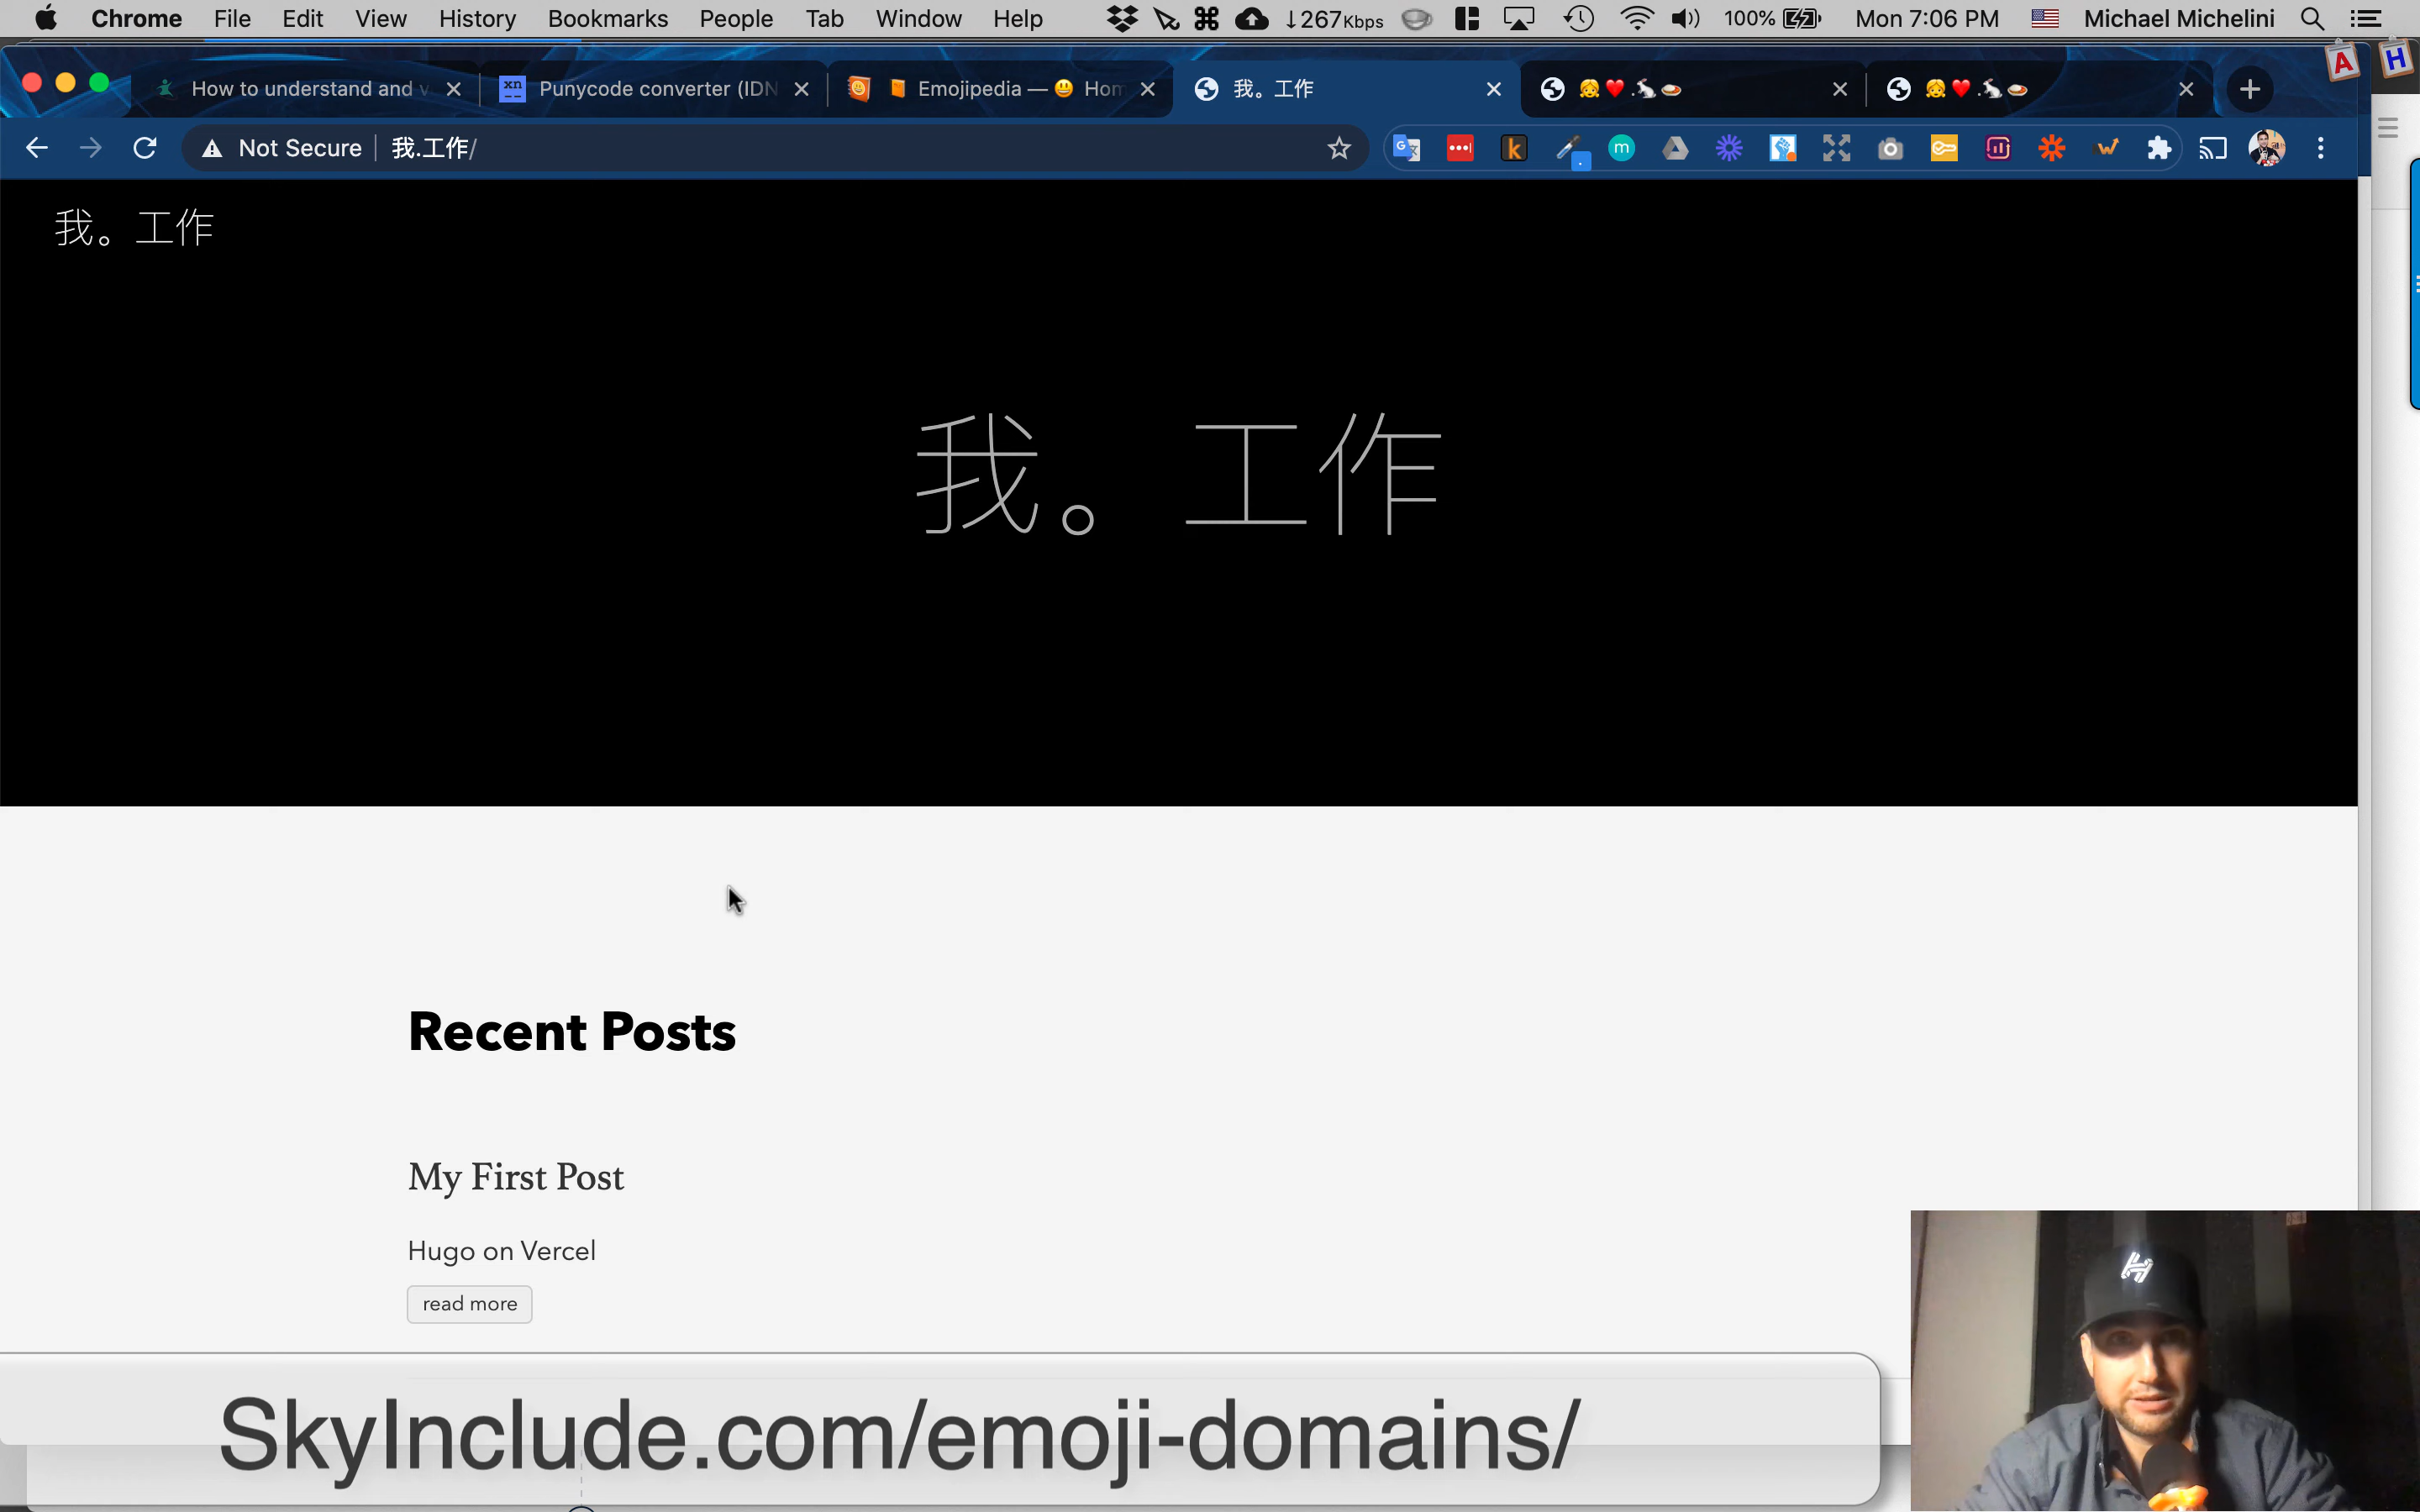 Chrome File Edit View History Bookmarks People Tab Window Help ↓267Kbps 100% Mon 7:06 PM Michael Michelini
How to understand and v Punycode converter (IDN Emojipedia — 😃 Hom 我。工作 👧❤️.🐇🍛 👧❤️.🐇🍛
Not Secure 我.工作/
我。工作
我。工作
Recent Posts
My First Post
Hugo on Vercel
read more
SkyInclude.com/emoji-domains/